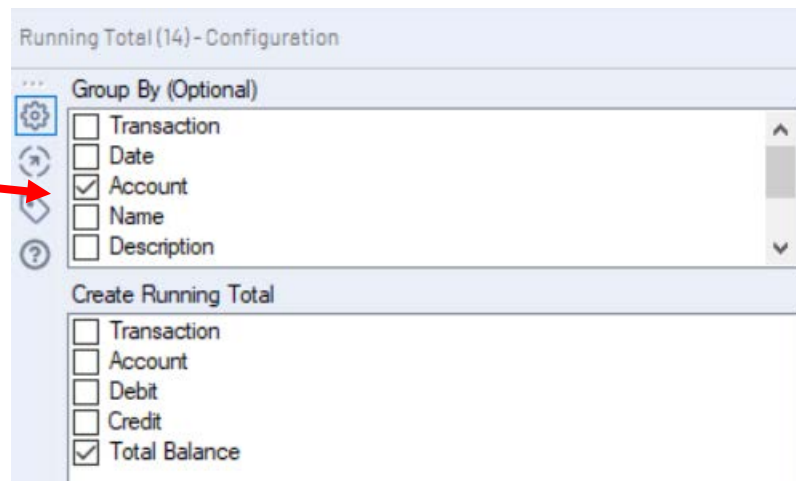 Running Total (14) - Configuration
Group By (Optional)
Transaction
Date
Account
Name
Description
Create Running Total
Transaction
Account
Debit
Credit
Total Balance